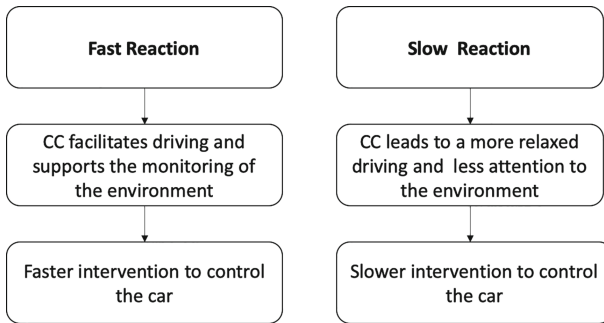 Fast Reaction
CC facilitates driving and
supports the monitoring of
the environment
Faster intervention to control
the car
Slow Reaction
CC leads to a more relaxed
driving and less attention to
the environment
Slower intervention to control
the car